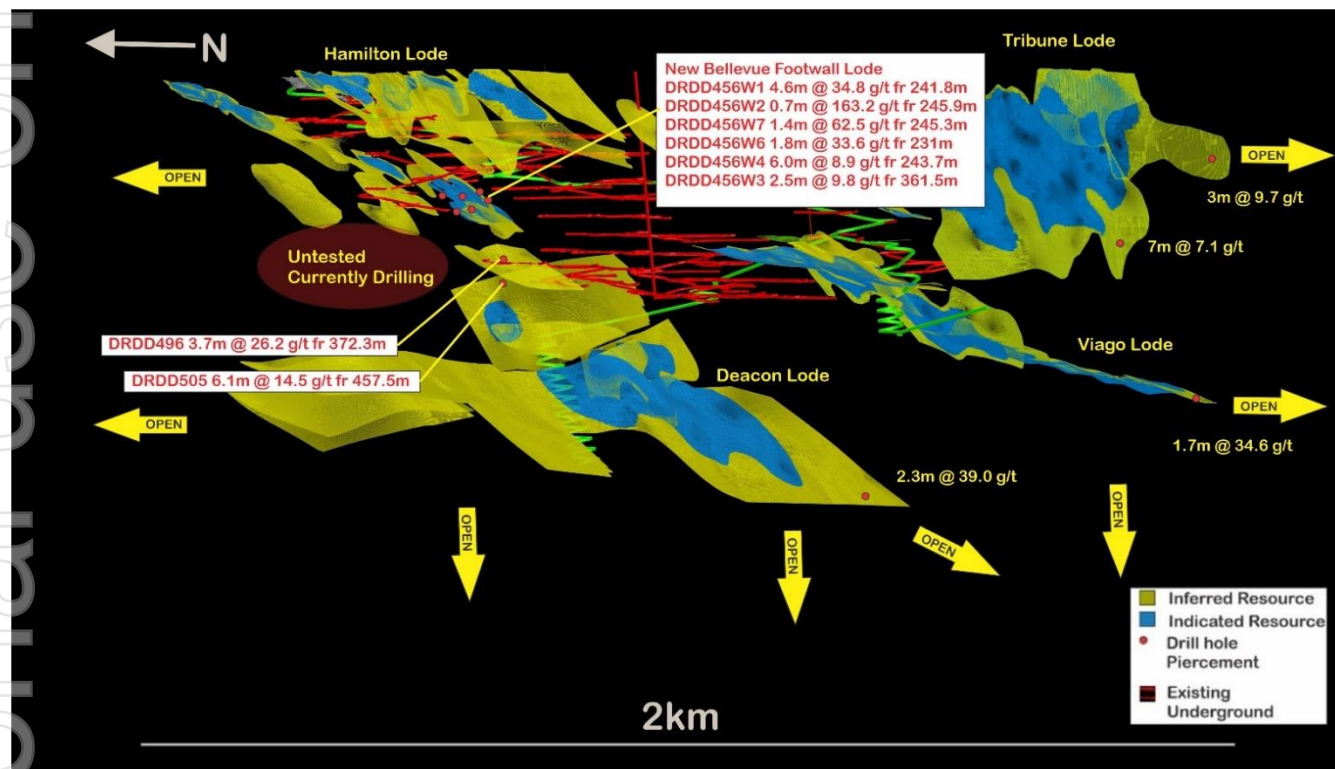 N
Hamilton Lode
Tribune Lode
New Bellevue Footwall Lode
DRDD456W1 4.6m @ 34.8 g/t fr 241.8m
DRDD456W2 0.7m @ 163.2 g/t fr 245.9m
DRDD456W7 1.4m @ 62.5 g/t fr 245.3m
DRDD456W6 1.8m @ 33.6 g/t fr 231m
DRDD456W4 6.0m @ 8.9 g/t fr 243.7m
DRDD456W3 2.5m @ 9.8 g/t fr 361.5m
OPEN
OPEN
3m @ 9.7 g/t
7m @ 7.1 g/t
Untested
Currently Drilling
DRDD496 3.7m @ 26.2 g/t fr 372.3m
DRDD505 6.1m @ 14.5 g/t fr 457.5m
Viago Lode
Deacon Lode
OPEN
OPEN
1.7m @ 34.6 g/t
2.3m @ 39.0 g/t
OPEN
OPEN
OPEN
OPEN
Inferred Resource
Indicated Resource
Drill hole
Piercement
Existing
Underground
2km